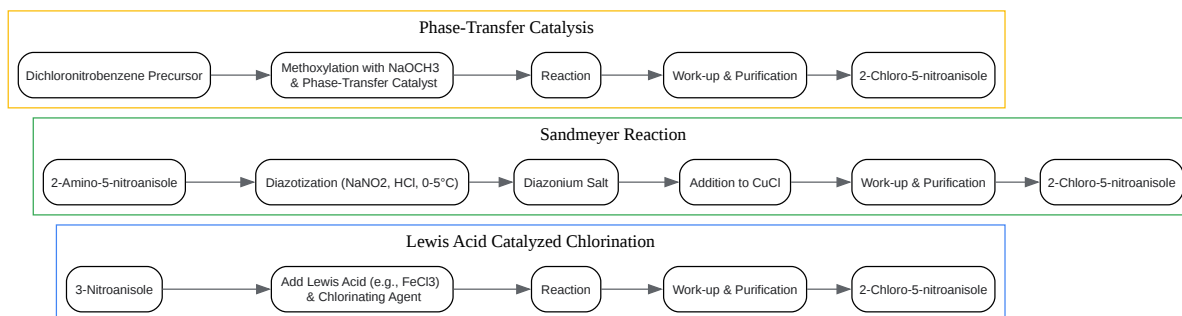 Phase-Transfer Catalysis
Dichloronitrobenzene Precursor
Methoxylation with NaOCH3
& Phase-Transfer Catalyst
Reaction
Work-up & Purification
2-Chloro-5-nitroanisole
Sandmeyer Reaction
2-Amino-5-nitroanisole
Diazotization (NaNO2, HCl, 0-5°C)
Diazonium Salt
Addition to CuCl
Work-up & Purification
2-Chloro-5-nitroanisole
Lewis Acid Catalyzed Chlorination
3-Nitroanisole
Add Lewis Acid (e.g., FeCl3)
& Chlorinating Agent
Reaction
Work-up & Purification
2-Chloro-5-nitroanisole